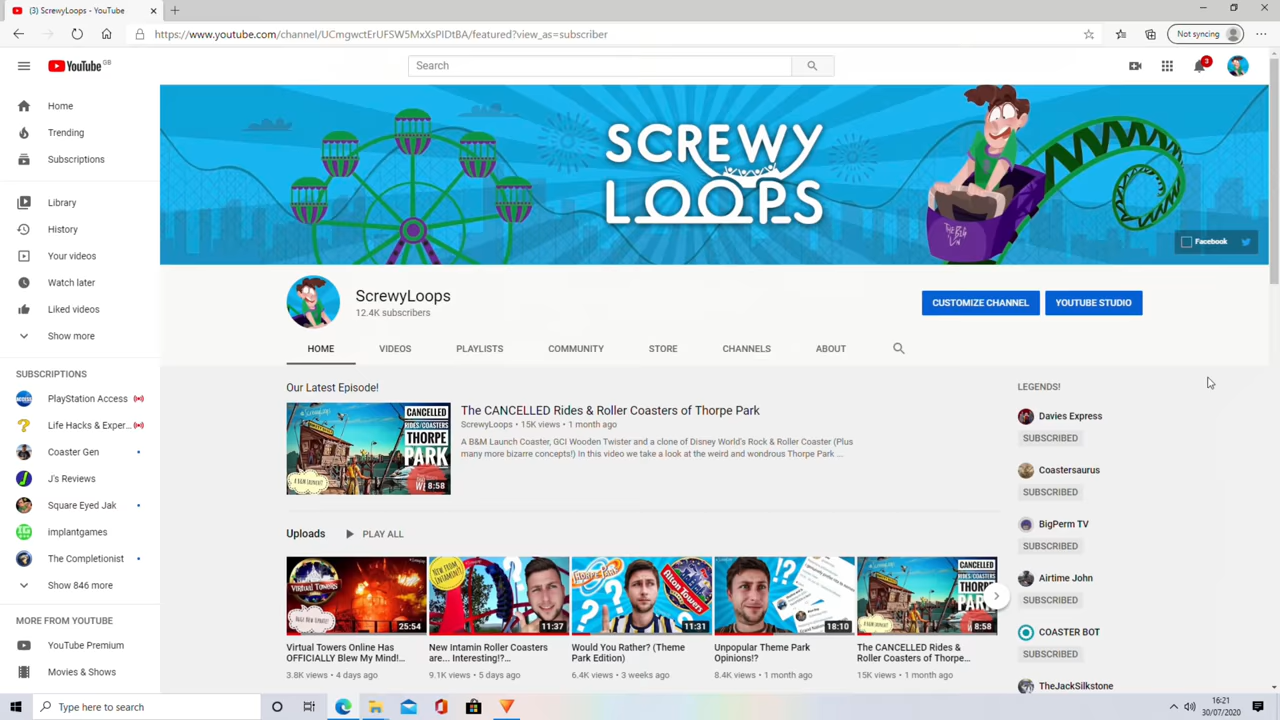 (3) ScrewyLoops - YouTube
https://www.youtube.com/channel/UCmgwctErUFSW5MxXsPIDtBA/featured?view_as=subscriber
Not syncing
YouTube GB
Search
3
Home
Trending
Subscriptions
Library
History
Your videos
Watch later
Liked videos
Show more
SUBSCRIPTIONS
PlayStation Access
Life Hacks & Exper...
Coaster Gen
J's Reviews
Square Eyed Jak
implantgames
The Completionist
Show 846 more
MORE FROM YOUTUBE
YouTube Premium
Movies & Shows
SCREWY
LOOPS
Facebook
ScrewyLoops
12.4K subscribers
CUSTOMIZE CHANNEL
YOUTUBE STUDIO
HOME
VIDEOS
PLAYLISTS
COMMUNITY
STORE
CHANNELS
ABOUT
Our Latest Episode!
CANCELLED
RIDES/COASTERS
THORPE
PARK
8:58
The CANCELLED Rides & Roller Coasters of Thorpe Park
ScrewyLoops • 15K views • 1 month ago
A B&M Launch Coaster, GCI Wooden Twister and a clone of Disney World's Rock & Roller Coaster (Plus
many more bizarre concepts!) In this video we take a look at the weird and wondrous Thorpe Park ...
Uploads
PLAY ALL
25:54
11:37
11:31
18:10
CANCELLED
RIDES/COASTERS
THORPE
8:58
Virtual Towers Online Has
OFFICIALLY Blew My Mind!...
3.8K views • 4 days ago
New Intamin Roller Coasters
are... Interesting!?...
9.1K views • 5 days ago
Would You Rather? (Theme
Park Edition)
6.4K views • 3 weeks ago
Unpopular Theme Park
Opinions!?
8.4K views • 1 month ago
The CANCELLED Rides &
Roller Coasters of Thorpe...
15K views • 1 month ago
LEGENDS!
Davies Express
SUBSCRIBED
Coastersaurus
SUBSCRIBED
BigPerm TV
SUBSCRIBED
Airtime John
SUBSCRIBED
COASTER BOT
SUBSCRIBED
TheJackSilkstone
Type here to search
16:21
30/07/2020